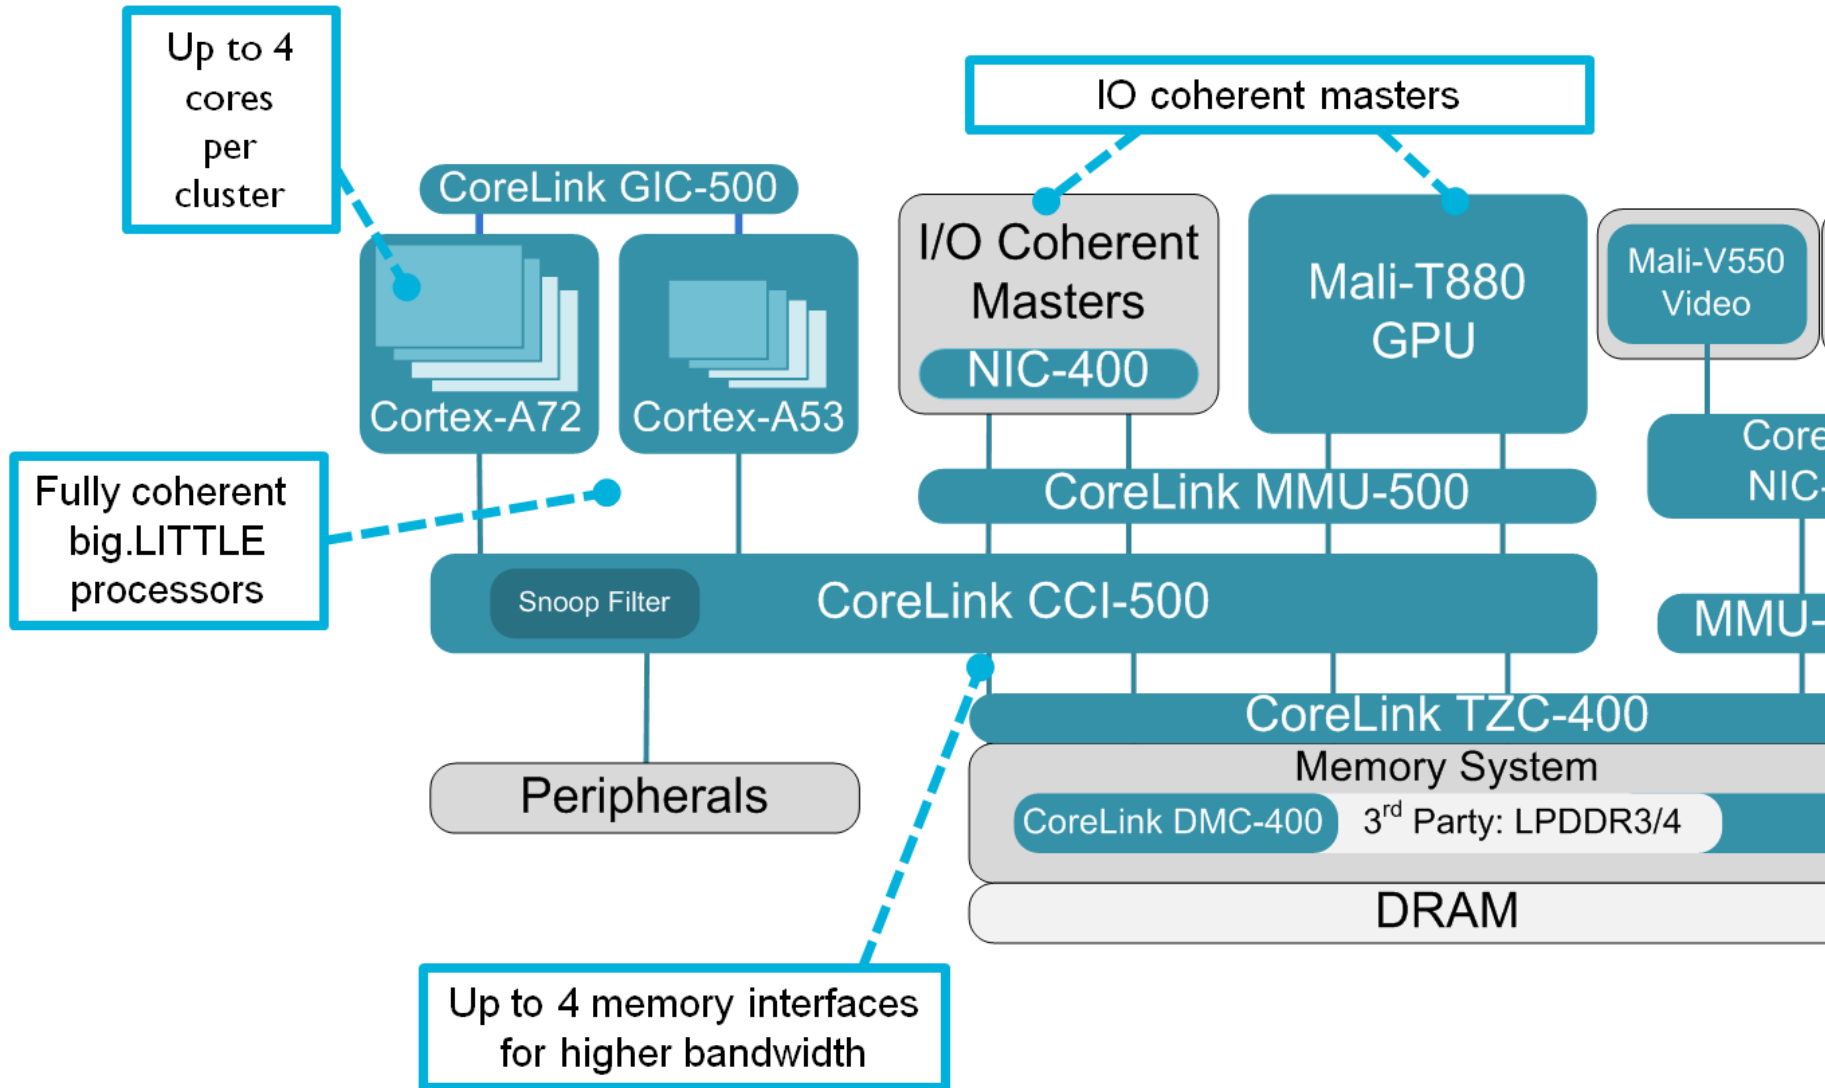 Up to 4
cores
per
cluster
IO coherent masters
CoreLink GIC-500
I/O Coherent
Masters
NIC-400
Mali-T880
GPU
Mali-V550
Video
Cortex-A72
Cortex-A53
Fully coherent
big.LITTLE
processors
CoreLink MMU-500
Core
NIC-
Snoop Filter
CoreLink CCI-500
MMU-
CoreLink TZC-400
Peripherals
Memory System
CoreLink DMC-400
3rd Party: LPDDR3/4
DRAM
Up to 4 memory interfaces
for higher bandwidth